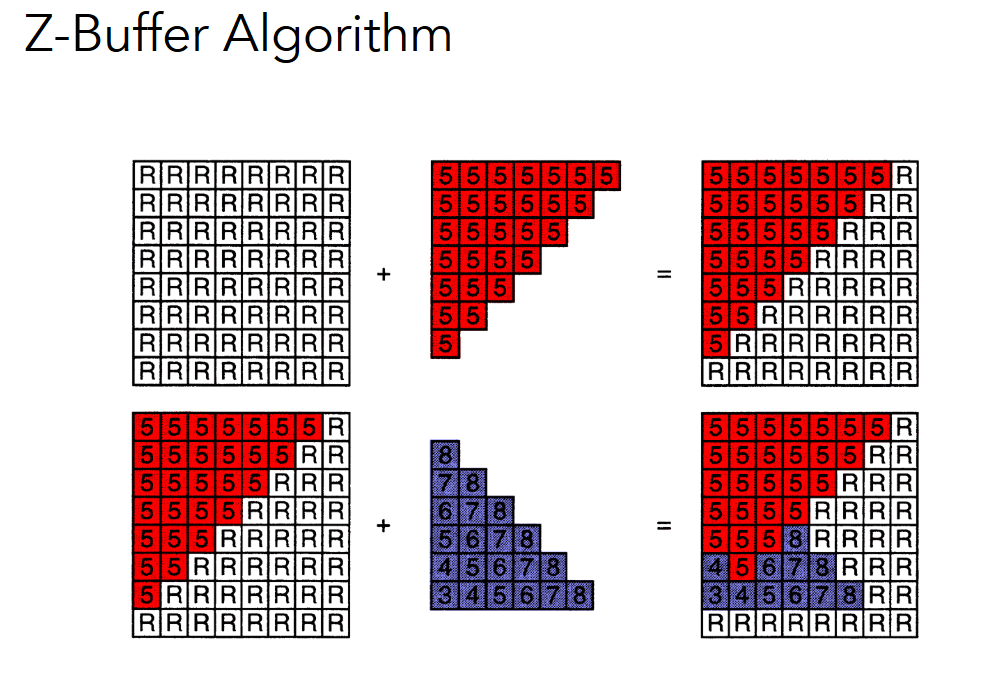 Z-Buffer Algorithm
R R R R R R R R
R R R R R R R R
R R R R R R R R
R R R R R R R R
R R R R R R R R
R R R R R R R R
R R R R R R R R
R R R R R R R R
+
5 5 5 5 5 5 5
5 5 5 5 5 5
5 5 5 5 5
5 5 5 5
5 5 5
5 5
5
=
5 5 5 5 5 5 5 R
5 5 5 5 5 5 R R
5 5 5 5 5 R R R
5 5 5 5 R R R R
5 5 5 R R R R R
5 5 R R R R R R
5 R R R R R R R
R R R R R R R R
5 5 5 5 5 5 5 R
5 5 5 5 5 5 R R
5 5 5 5 5 R R R
5 5 5 5 R R R R
5 5 5 R R R R R
5 5 R R R R R R
5 R R R R R R R
R R R R R R R R
+
8
7 8
6 7 8
5 6 7 8
4 5 6 7 8
3 4 5 6 7 8
=
5 5 5 5 5 5 5 R
5 5 5 5 5 5 R R
5 5 5 5 5 R R R
5 5 5 5 R R R R
5 5 5 8 R R R R
4 5 6 7 8 R R R
3 4 5 6 7 8 R R
R R R R R R R R